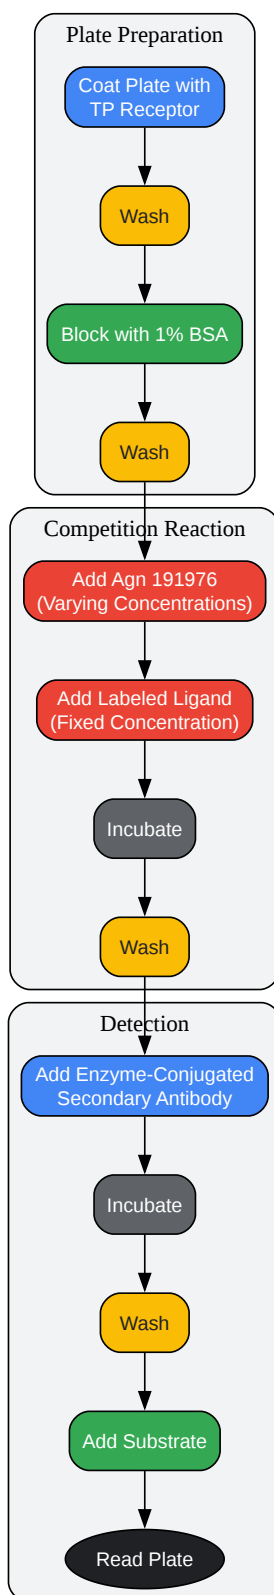 Plate Preparation
Coat Plate with
TP Receptor
Wash
Block with 1% BSA
Wash
Competition Reaction
Add Agn 191976
(Varying Concentrations)
Add Labeled Ligand
(Fixed Concentration)
Incubate
Wash
Detection
Add Enzyme-Conjugated
Secondary Antibody
Incubate
Wash
Add Substrate
Read Plate